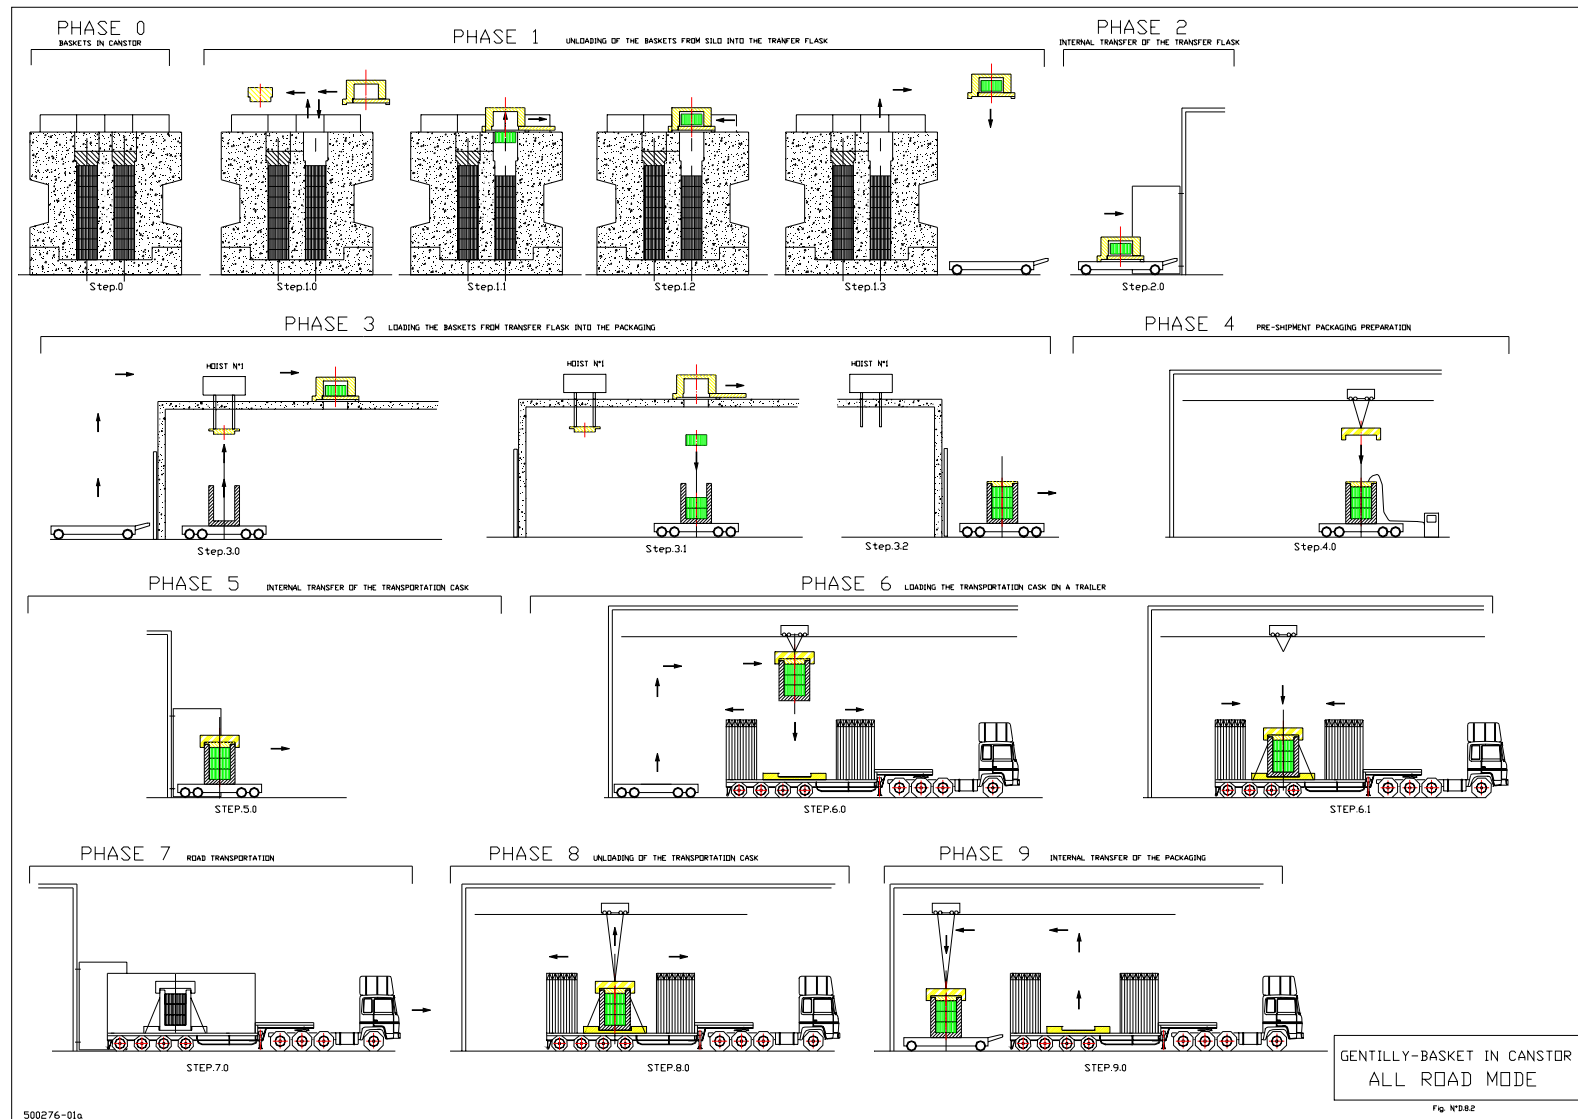 PHASE 0
BASKETS IN CANSTOR
PHASE 1 UNLOADING OF THE BASKETS FROM SILO INTO THE TRANFER FLASK
PHASE 2
INTERNAL TRANSFER OF THE TRANSFER FLASK
Step.0
Step.1.0
Step.1.1
Step.1.2
Step.1.3
Step.2.0
PHASE 3 LOADING THE BASKETS FROM TRANSFER FLASK INTO THE PACKAGING
PHASE 4 PRE-SHIPMENT PACKAGING PREPARATION
HOIST N°1
HOIST N°1
HOIST N°1
Step.3.0
Step.3.1
Step.3.2
Step.4.0
PHASE 5 INTERNAL TRANSFER OF THE TRANSPORTATION CASK
PHASE 6 LOADING THE TRANSPORTATION CASK ON A TRAILER
STEP.5.0
STEP.6.0
STEP.6.1
PHASE 7 ROAD TRANSPORTATION
PHASE 8 UNLOADING OF THE TRANSPORTATION CASK
PHASE 9 INTERNAL TRANSFER OF THE PACKAGING
STEP.7.0
STEP.8.0
STEP.9.0
GENTILLY-BASKET IN CANSTOR
ALL ROAD MODE
Fig. N°D.8.2
500276-01a